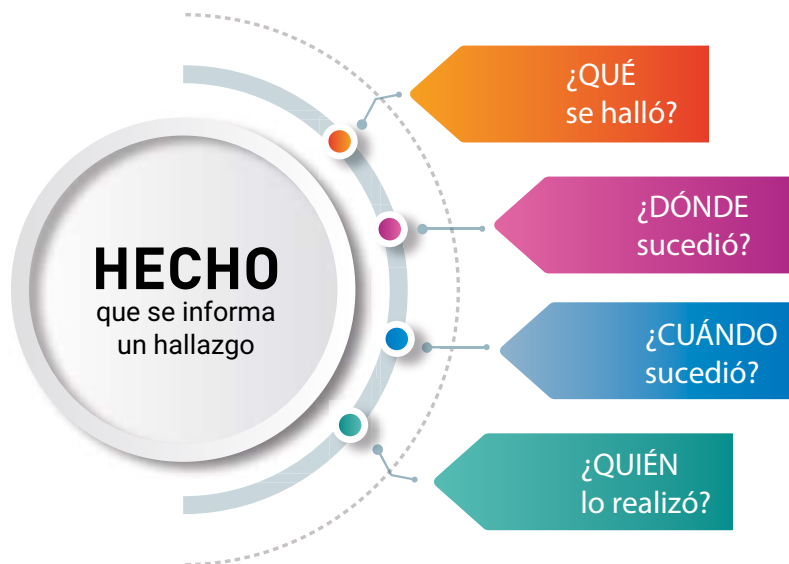 HECHO
que se informa
un hallazgo
¿QUÉ
se halló?
¿DÓNDE
sucedió?
¿CUÁNDO
sucedió?
¿QUIÉN
lo realizó?